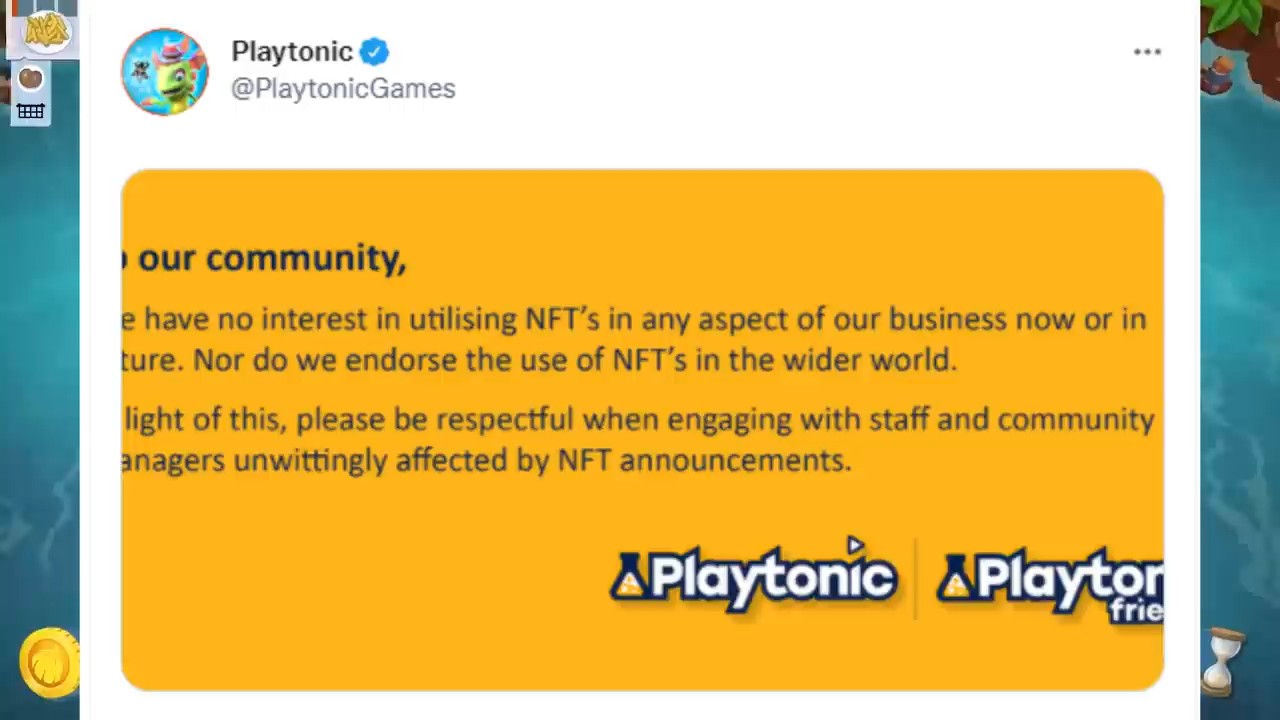 Playtonic
@PlaytonicGames
our community,
e have no interest in utilising NFT's in any aspect of our business now or in
ture. Nor do we endorse the use of NFT's in the wider world.
light of this, please be respectful when engaging with staff and community
anagers unwittingly affected by NFT announcements.
Playtonic
Playton
frie